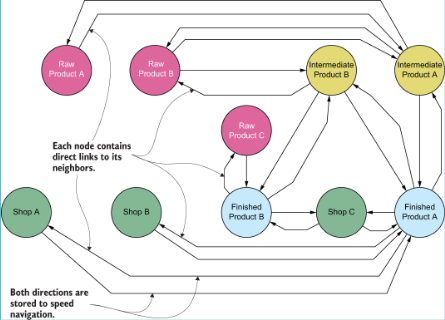 Raw
Product A
Raw
Product B
Intermediate
Product B
Intermediate
Product A
Raw
Product C
Each node contains
direct links to its
neighbors.
Shop A
Shop B
Finished
Product B
Shop C
Finished
Product A
Both directions are
stored to speed
navigation.